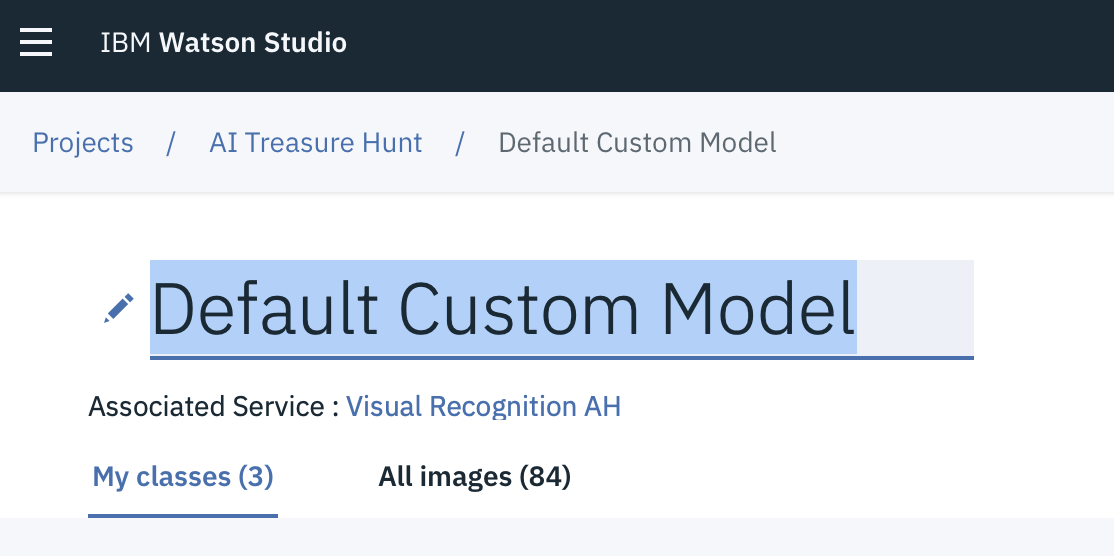 IBM Watson Studio
Projects / AI Treasure Hunt / Default Custom Model
Default Custom Model
Associated Service : Visual Recognition AH
My classes (3) All images (84)